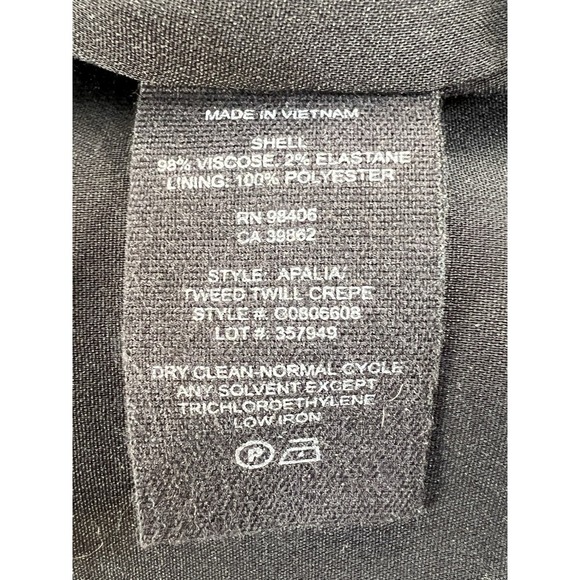 MADE IN VIETNAM
SHELL
98% VISCOSE, 2% ELASTANE
LINING: 100% POLYESTER
RN 98406
CA 39862
STYLE: APALIA/
TWEED TWILL CREPE
STYLE #: G0806608
LOT #: 357949
DRY CLEAN-NORMAL CYCLE
ANY SOLVENT EXCEPT
TRICHLOROETHYLENE
LOW IRON
P